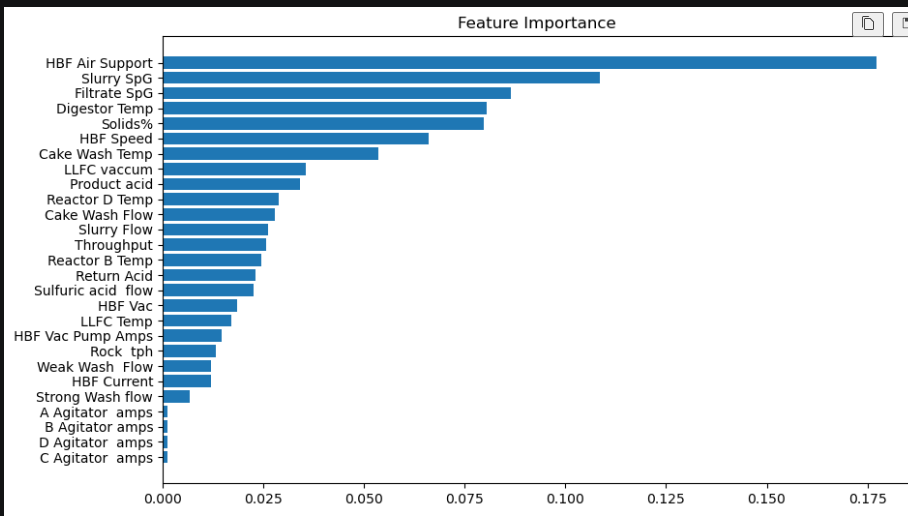 Feature Importance
HBF Air Support
Slurry SpG
Filtrate SpG
Digestor Temp
Solids%
HBF Speed
Cake Wash Temp
LLFC vaccum
Product acid
Reactor D Temp
Cake Wash Flow
Slurry Flow
Throughput
Reactor B Temp
Return Acid
Sulfuric acid  flow
HBF Vac
LLFC Temp
HBF Vac Pump Amps
Rock  tph
Weak Wash  Flow
HBF Current
Strong Wash flow
A Agitator  amps
B Agitator amps
D Agitator  amps
C Agitator  amps
0.000 0.025 0.050 0.075 0.100 0.125 0.150 0.175